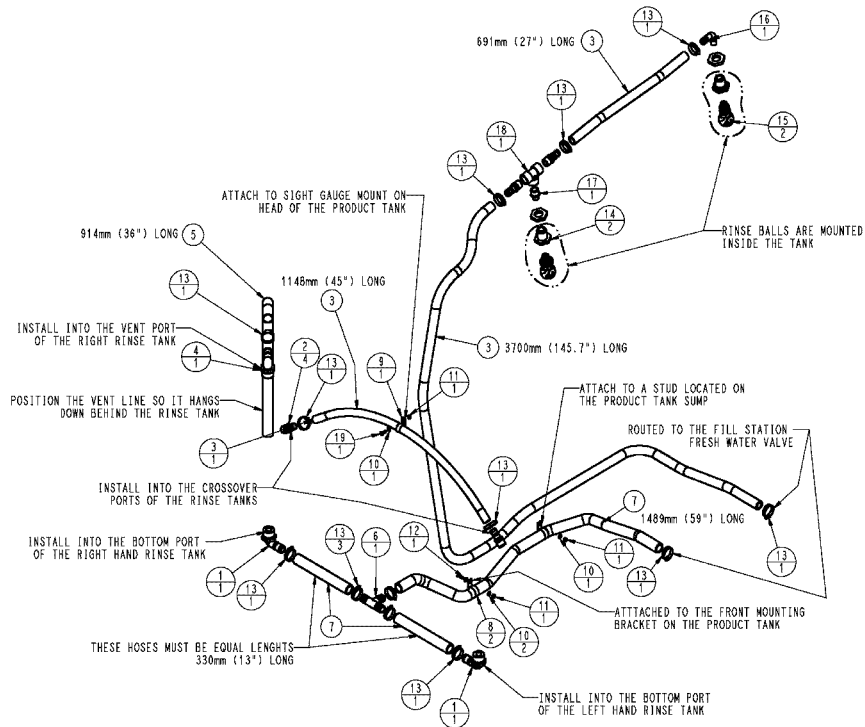 13
1
16
1
691mm (27") LONG 3
15
2
13
1
18
1
13
1
17
1
14
2
RINSE BALLS ARE MOUNTED
INSIDE THE TANK
ATTACH TO SIGHT GAUGE MOUNT ON
HEAD OF THE PRODUCT TANK
914mm (36") LONG 5
13
1
1148mm (45") LONG
3
INSTALL INTO THE VENT PORT
OF THE RIGHT RINSE TANK
4
1
2
4
13
1
9
1
11
1
3 3700mm (145.7") LONG
ATTACH TO A STUD LOCATED ON
THE PRODUCT TANK SUMP
POSITION THE VENT LINE SO IT HANGS
DOWN BEHIND THE RINSE TANK
ROUTED TO THE FILL STATION
FRESH WATER VALVE
3
1
19
1
10
1
INSTALL INTO THE CROSSOVER
PORTS OF THE RINSE TANKS
13
1
7
1489mm (59") LONG
13
1
INSTALL INTO THE BOTTOM PORT
OF THE RIGHT HAND RINSE TANK
1
1
13
1
13
3
6
1
12
1
10
1
11
1
13
1
11
1
8
2
10
2
ATTTACHED TO THE FRONT MOUNTING
BRACKET ON THE PRODUCT TANK
7
THESE HOSES MUST BE EQUAL LENGHTS
330mm (13") LONG
13
1
1
1
INSTALL INTO THE BOTTOM PORT
OF THE LEFT HAND RINSE TANK